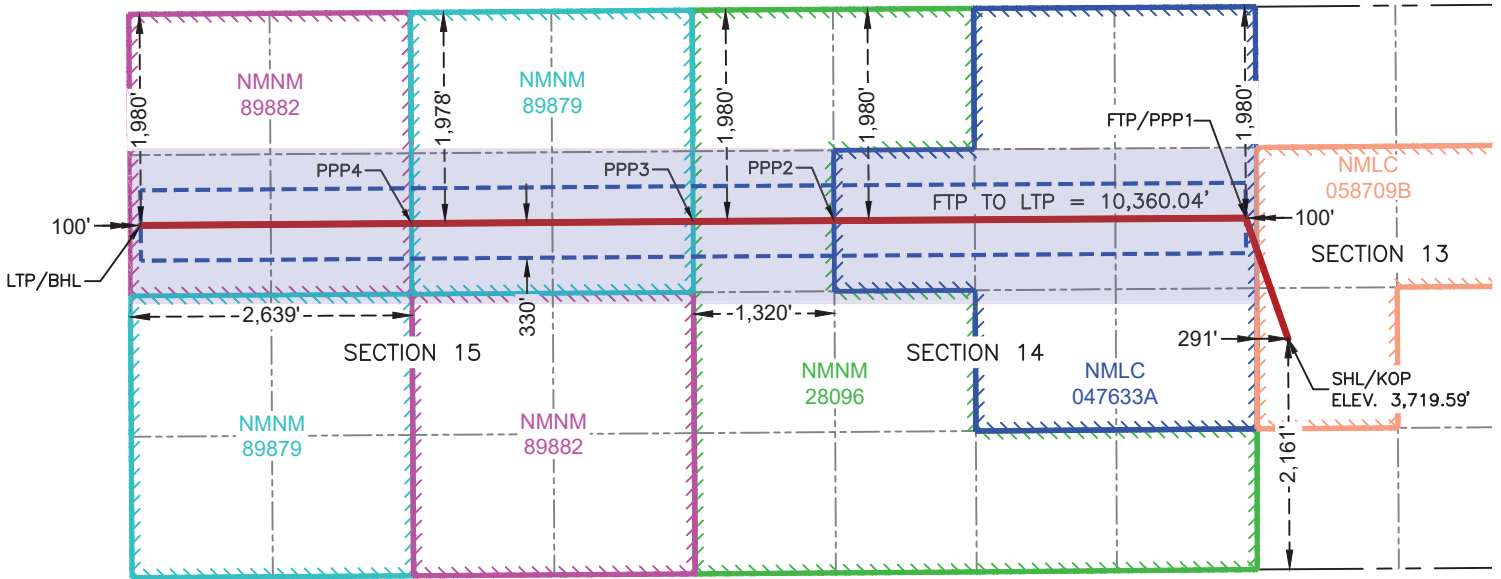 NMNM
89882
NMNM
89879
1,980'
1,978'
1,980'
1,980'
1,980'
FTP/PPP1
NMLC
058709B
PPP4
PPP3
PPP2
FTP TO LTP = 10,360.04'
100'
100'
LTP/BHL
SECTION 13
2,639'
330'
1,320'
SECTION 15
SECTION 14
291'
NMNM
28096
NMLC
047633A
SHL/KOP
ELEV. 3,719.59'
NMNM
89879
NMNM
89882
2,161'